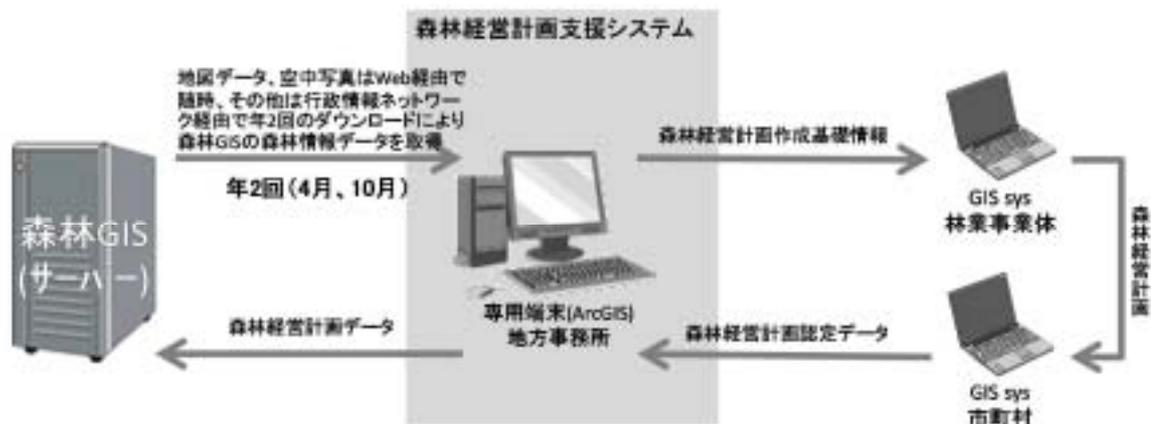 森林経営計画支援システム
地図データ、空中写真はWeb経由で
随時、その他は行政情報ネットワー
ク経由で年2回のダウンロードにより
森林GISの森林情報データを取得
年2回(4月、10月)
森林GIS
(サーバー)
専用端末(ArcGIS)
地方事務所
森林経営計画作成基礎情報
GIS sys
林業事業体
森林経営計画
GIS sys
市町村
森林経営計画認定データ
森林経営計画データ